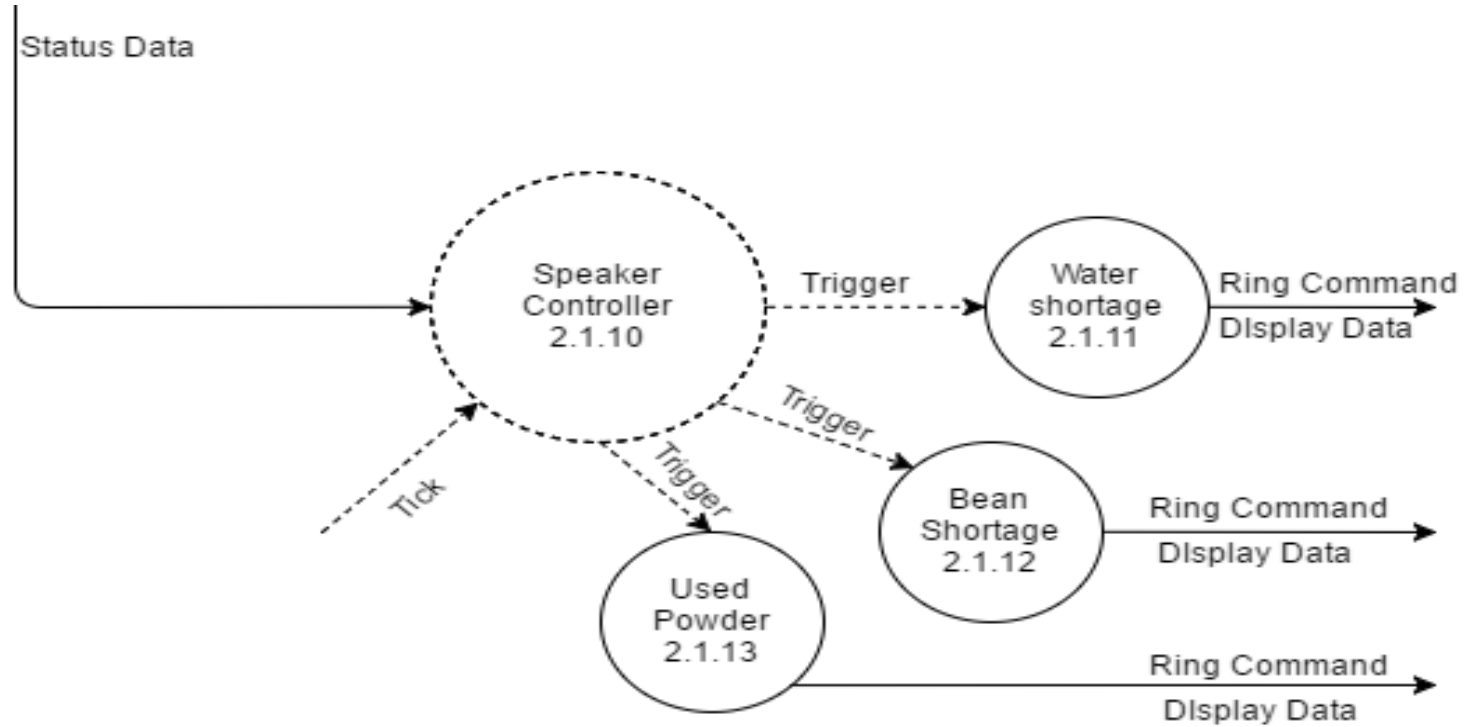 Status Data
Speaker
Controller
2.1.10
Trigger
Water
shortage
2.1.11
Ring Command
DIsplay Data
Tick
Trigger
Trigger
Bean
Shortage
2.1.12
Ring Command
DIsplay Data
Used
Powder
2.1.13
Ring Command
DIsplay Data